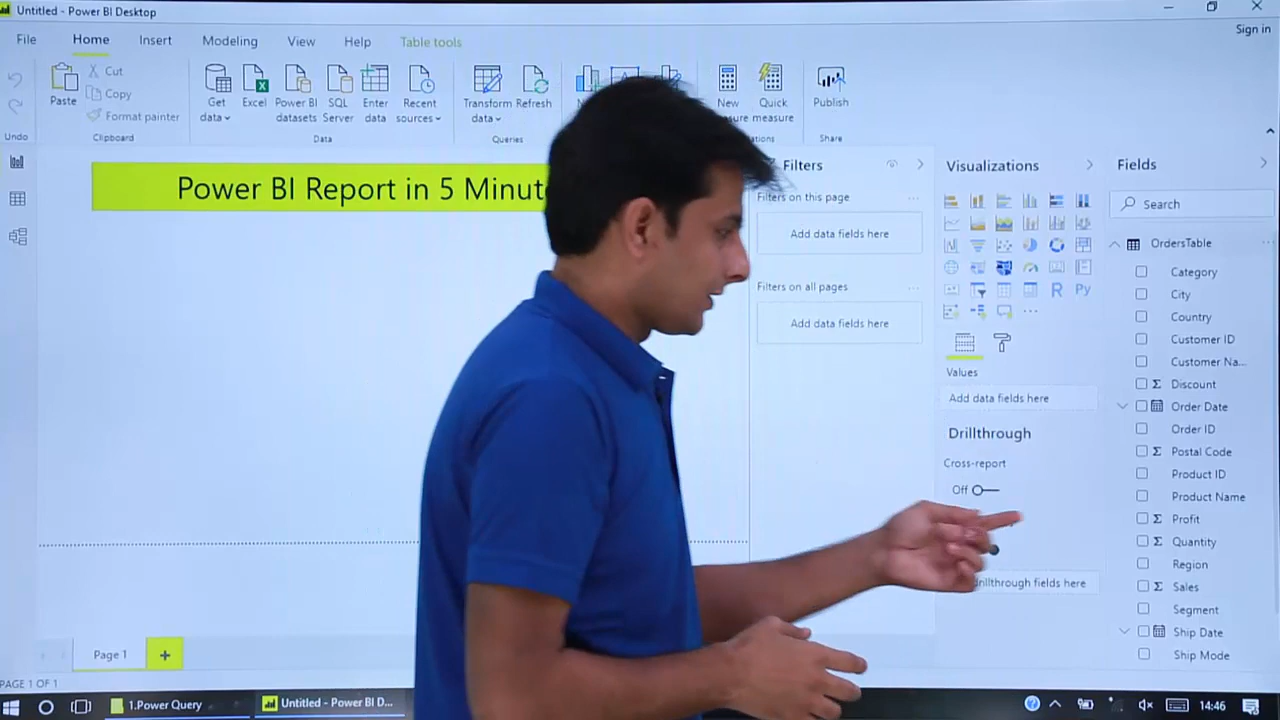 Untitled - Power BI Desktop
Sign in
File Home Insert Modeling View Help Table tools
Cut
Copy
Format painter
Paste
Get data
Excel
Power BI datasets
SQL Server
Enter data
Recent sources
Transform data
Refresh
New
Quick measure
Publish
Undo
Clipboard
Data
Queries
Share
Power BI Report in 5
Filters
Filters on this page
Add data fields here
Filters on all pages
Add data fields here
Visualizations
R Py
Values
Add data fields here
Drillthrough
Cross-report
Off
drillthrough fields here
Fields
Search
OrdersTable
Category
City
Country
Customer ID
Customer Na...
Discount
Order Date
Order ID
Postal Code
Product ID
Product Name
Profit
Quantity
Region
Sales
Segment
Ship Date
Ship Mode
Page 1
PAGE 1 OF 1
1.Power Query
Untitled - Power BI D...
14:46